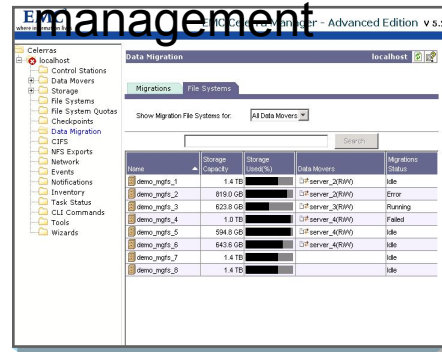 management
EMC
where information lives
EMC Celerra Manager - Advanced Edition v 5.
Celerras
localhost
Control Stations
Data Movers
Storage
File Systems
File System Quotas
Checkpoints
Data Migration
CIFS
NFS Exports
Network
Events
Notifications
Inventory
Task Status
CLI Commands
Tools
Wizards
Data Migration localhost
Migrations File Systems
Show Migration File Systems for: All Data Movers
Search
Name Storage Capacity Storage Used(%) Data Movers Migrations Status
demo_mgfs_1 1.4 TB server_2(RW) Idle
demo_mgfs_2 819.0 GB server_2(RW) Error
demo_mgfs_3 623.8 GB server_3(RW) Running
demo_mgfs_4 1.0 TB server_4(RW) Failed
demo_mgfs_5 594.8 GB server_4(RW) Idle
demo_mgfs_6 643.6 GB server_4(RW) Idle
demo_mgfs_7 1.4 TB Idle
demo_mgfs_8 1.4 TB Idle